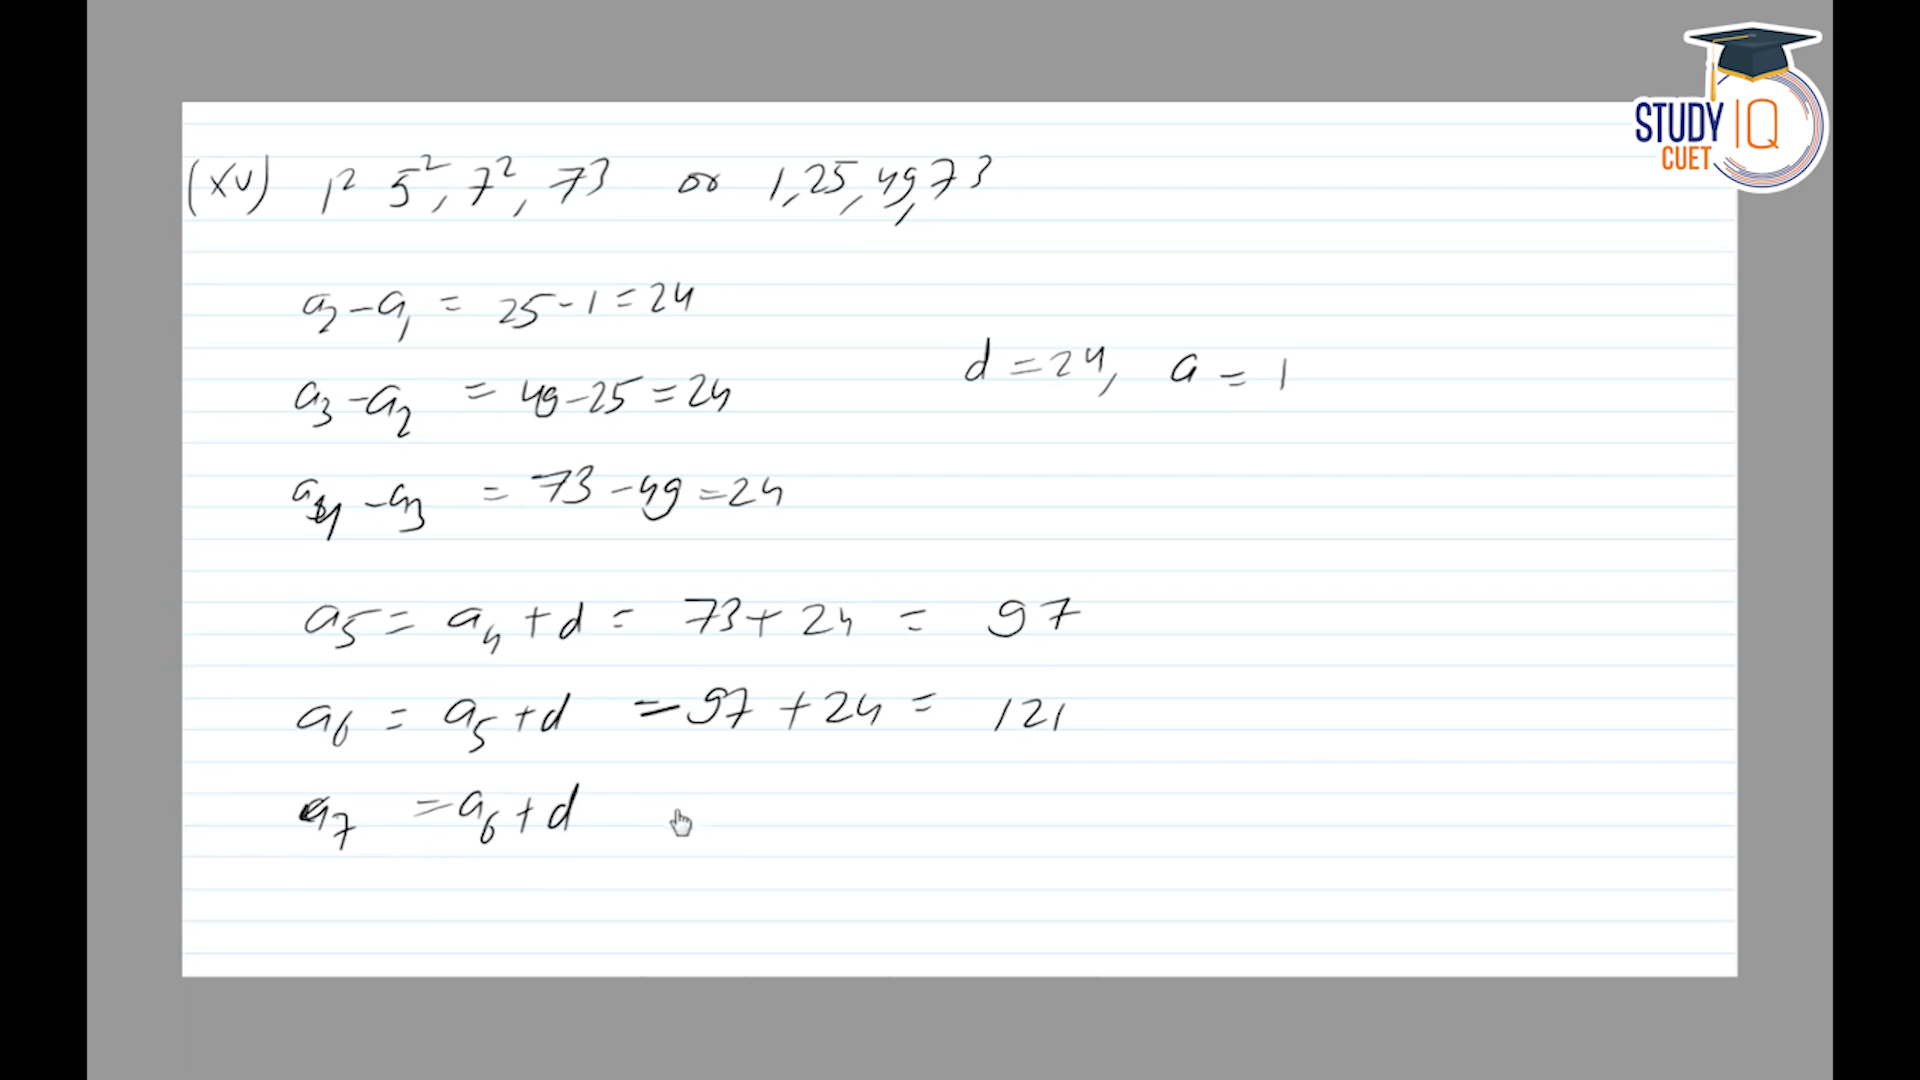 STUDY IQ
CUET
(xv) 1² 5², 7², 73 or 1, 25, 49, 73
a₂ - a₁ = 25 - 1 = 24
d = 24, a = 1
a₃ - a₂ = 49 - 25 = 24
a₄ - a₃ = 73 - 49 = 24
a₅ = a₄ + d = 73 + 24 = 97
a₆ = a₅ + d = 97 + 24 = 121
a₇ = a₆ + d